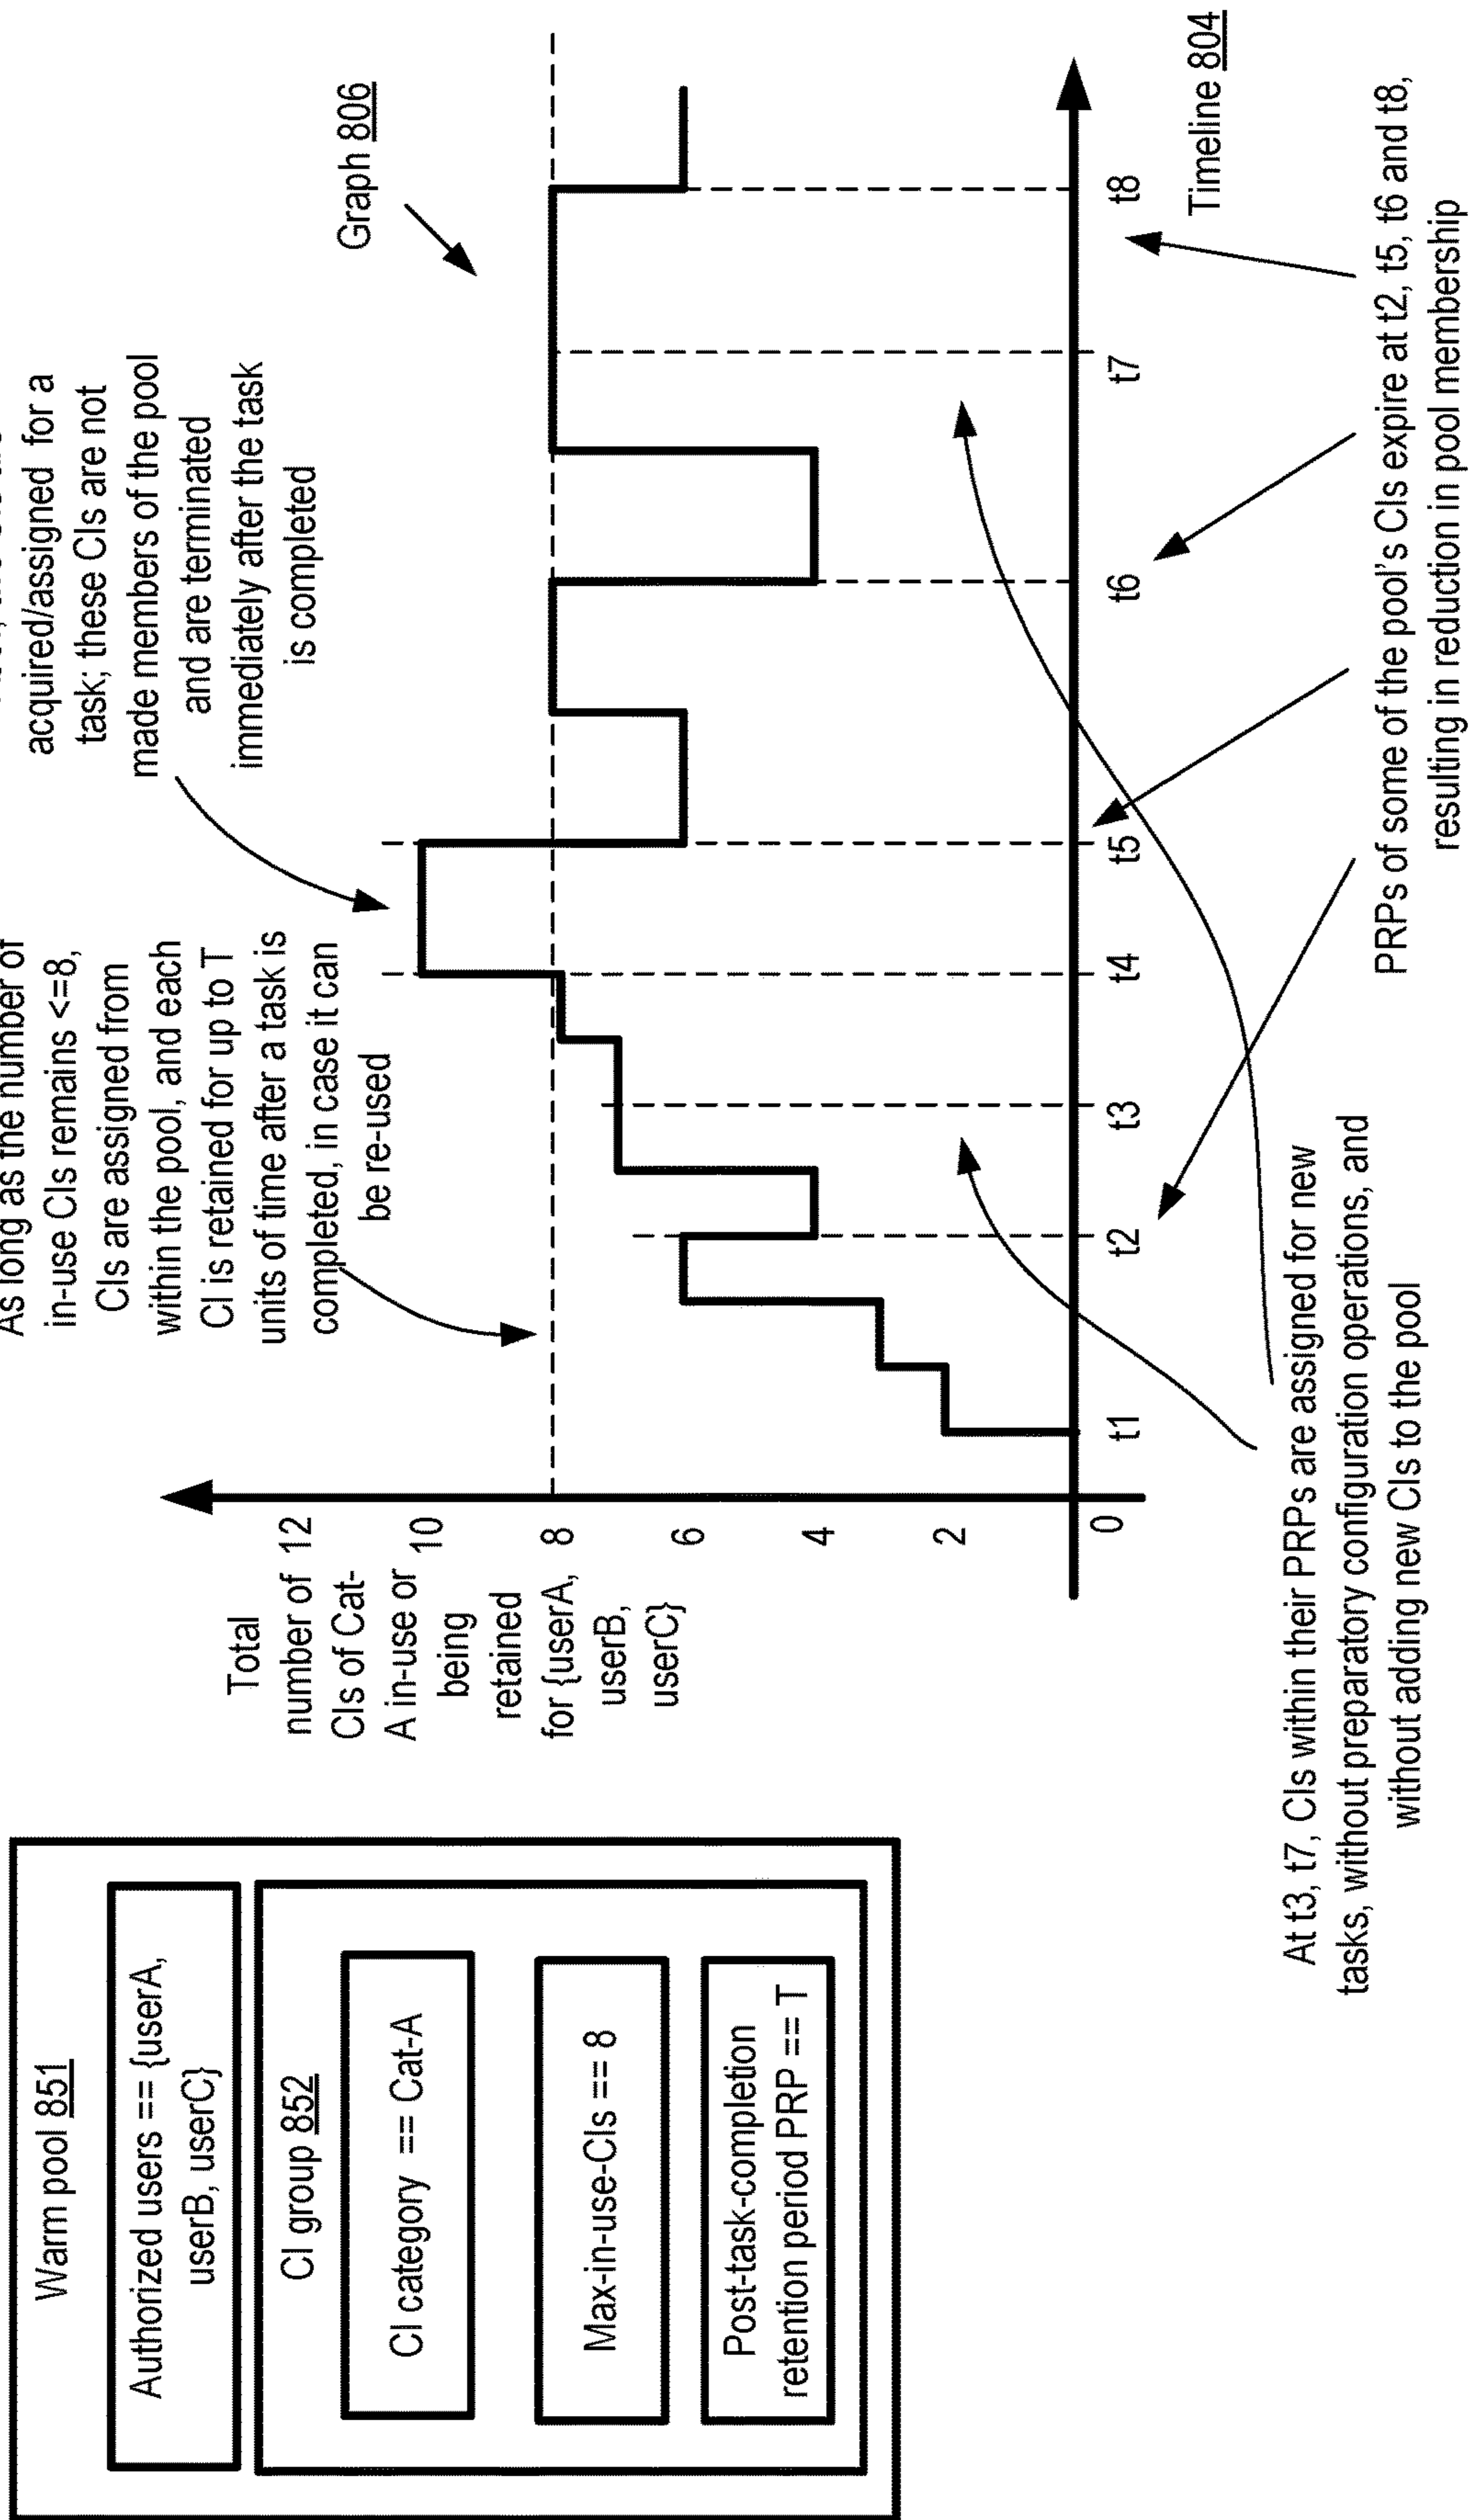 Warm pool 851
Authorized users == {userA,
userB, userC}
CI group 852
CI category == Cat-A
Max-in-use-CIs == 8
Post-task-completion
retention period PRP == T
As long as the number of
in-use CIs remains <=8,
CIs are assigned from
within the pool, and each
CI is retained for up to T
units of time after a task is
completed, in case it can
be re-used
acquired/assigned for a
task; these CIs are not
made members of the pool
and are terminated
immediately after the task
is completed
Graph 806
Total
number of
CIs of Cat-
A in-use or
being
retained
for {userA,
userB,
userC}
12
10
8
6
4
2
0
t1
t2
t3
t4
t5
t6
t7
t8
Timeline 804
At t3, t7, CIs within their PRPs are assigned for new
tasks, without preparatory configuration operations, and
without adding new CIs to the pool
PRPs of some of the pool's CIs expire at t2, t5, t6 and t8,
resulting in reduction in pool membership